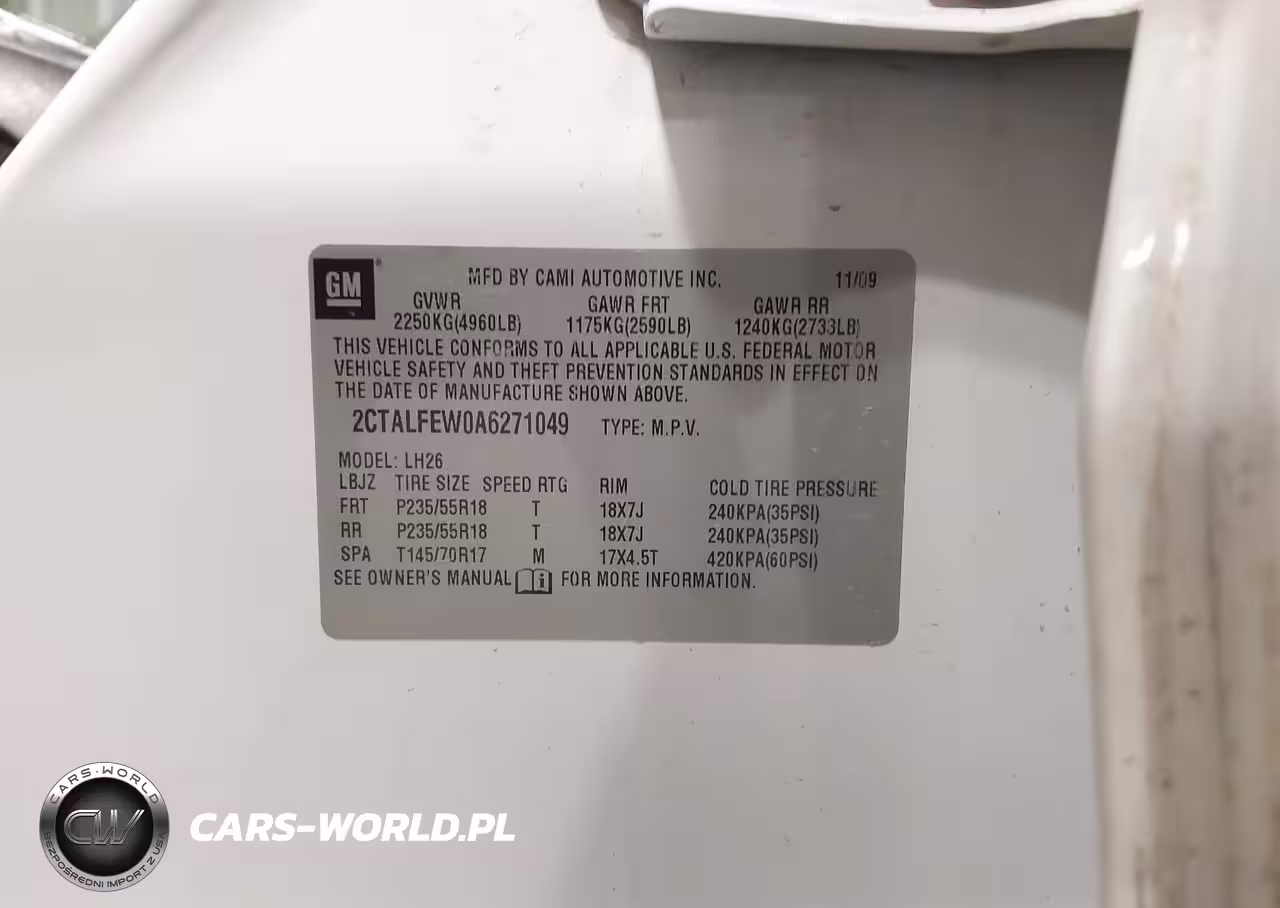 GM
MFD BY CAMI AUTOMOTIVE INC. 11/09
GVWR GAWR FRT GAWR RR
2250KG(4960LB) 1175KG(2590LB) 1240KG(2733LB)
THIS VEHICLE CONFORMS TO ALL APPLICABLE U.S. FEDERAL MOTOR
VEHICLE SAFETY AND THEFT PREVENTION STANDARDS IN EFFECT ON
THE DATE OF MANUFACTURE SHOWN ABOVE.
2CTALFEW0A6271049 TYPE: M.P.V.
MODEL: LH26
LBJZ TIRE SIZE SPEED RTG RIM COLD TIRE PRESSURE
FRT P235/55R18 T 18X7J 240KPA(35PSI)
RR P235/55R18 T 18X7J 240KPA(35PSI)
SPA T145/70R17 M 17X4.5T 420KPA(60PSI)
SEE OWNER'S MANUAL FOR MORE INFORMATION.
CARS-WORLD
CW
BEZPOŚREDNI IMPORT Z USA
CARS-WORLD.PL